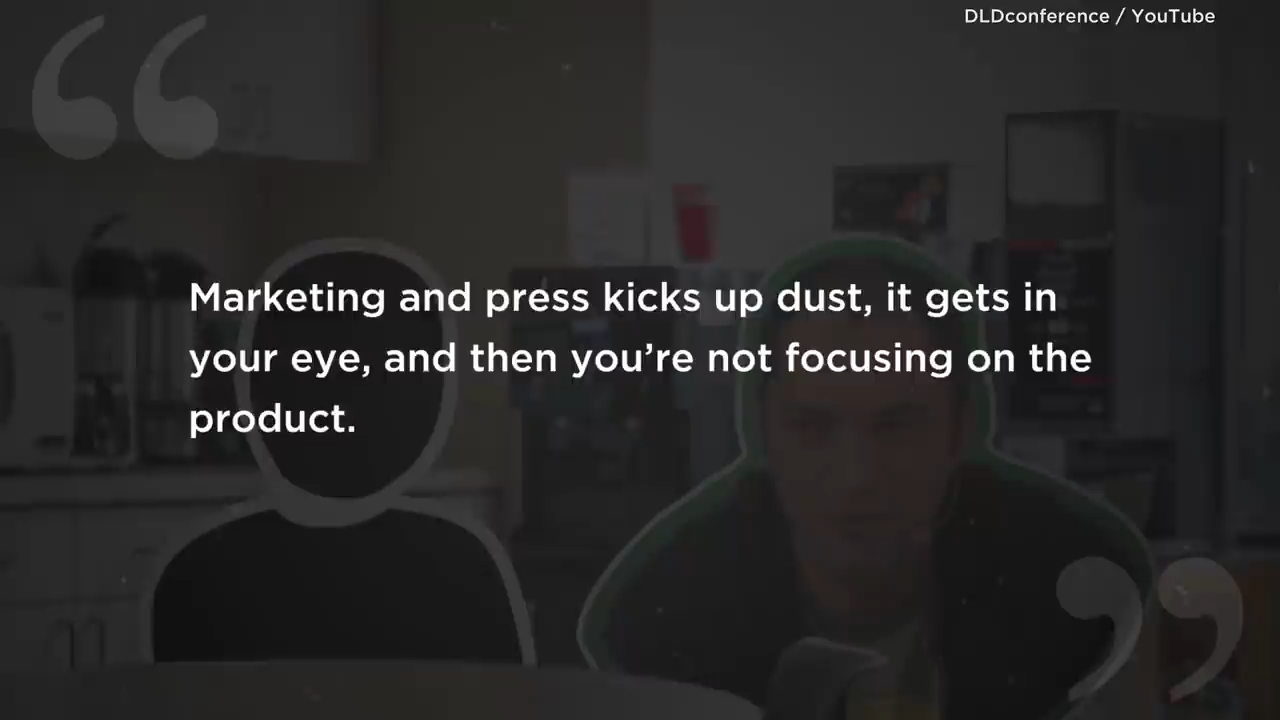 DLDconference / YouTube
Marketing and press kicks up dust, it gets in
your eye, and then you’re not focusing on the
product.